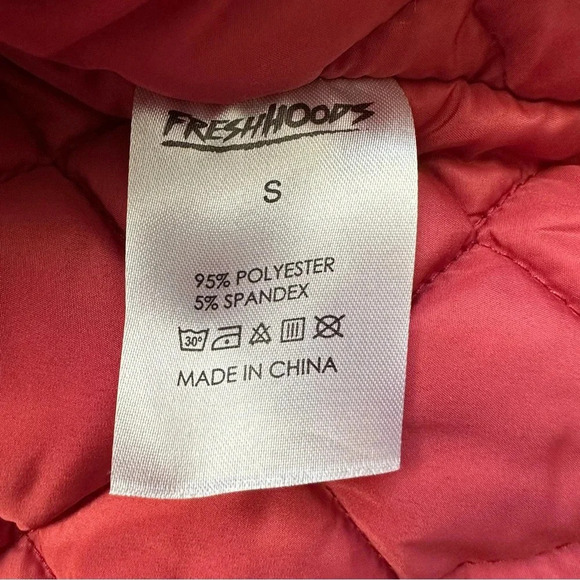 FRESHHOODS
S
95% POLYESTER
5% SPANDEX
30°
MADE IN CHINA